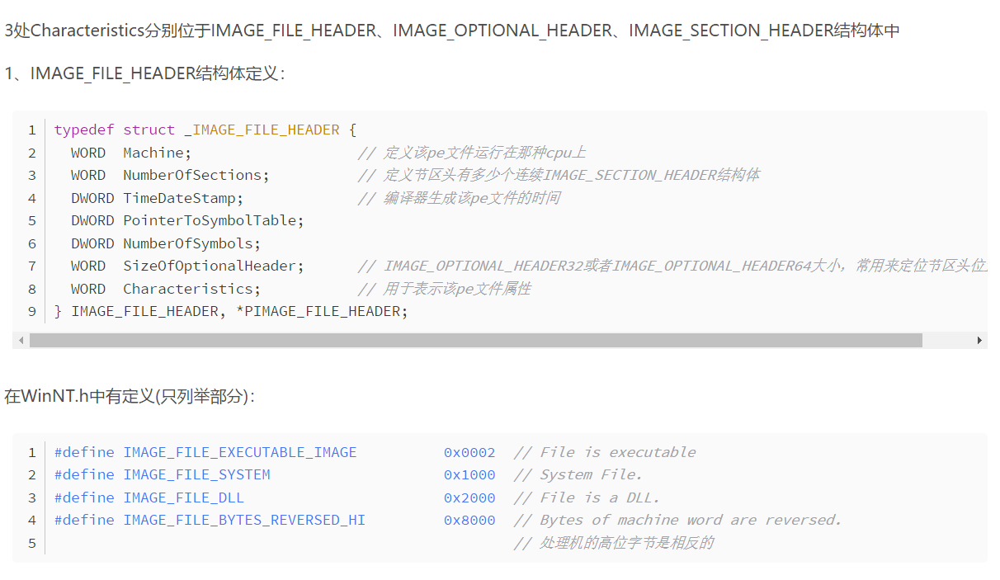 3处Characteristics分别位于IMAGE_FILE_HEADER、IMAGE_OPTIONAL_HEADER、IMAGE_SECTION_HEADER结构体中
1、IMAGE_FILE_HEADER结构体定义：
1 typedef struct _IMAGE_FILE_HEADER {
2 WORD Machine; // 定义该pe文件运行在那种cpu上
3 WORD NumberOfSections; // 定义节区头有多少个连续IMAGE_SECTION_HEADER结构体
4 DWORD TimeDateStamp; // 编译器生成该pe文件的时间
5 DWORD PointerToSymbolTable;
6 DWORD NumberOfSymbols;
7 WORD SizeOfOptionalHeader; // IMAGE_OPTIONAL_HEADER32或者IMAGE_OPTIONAL_HEADER64大小，常用来定位节区头位
8 WORD Characteristics; // 用于表示该pe文件属性
9 } IMAGE_FILE_HEADER, *PIMAGE_FILE_HEADER;
在WinNT.h中有定义(只列举部分)：
1 #define IMAGE_FILE_EXECUTABLE_IMAGE 0x0002 // File is executable
2 #define IMAGE_FILE_SYSTEM 0x1000 // System File.
3 #define IMAGE_FILE_DLL 0x2000 // File is a DLL.
4 #define IMAGE_FILE_BYTES_REVERSED_HI 0x8000 // Bytes of machine word are reversed.
5 // 处理机的高位字节是相反的